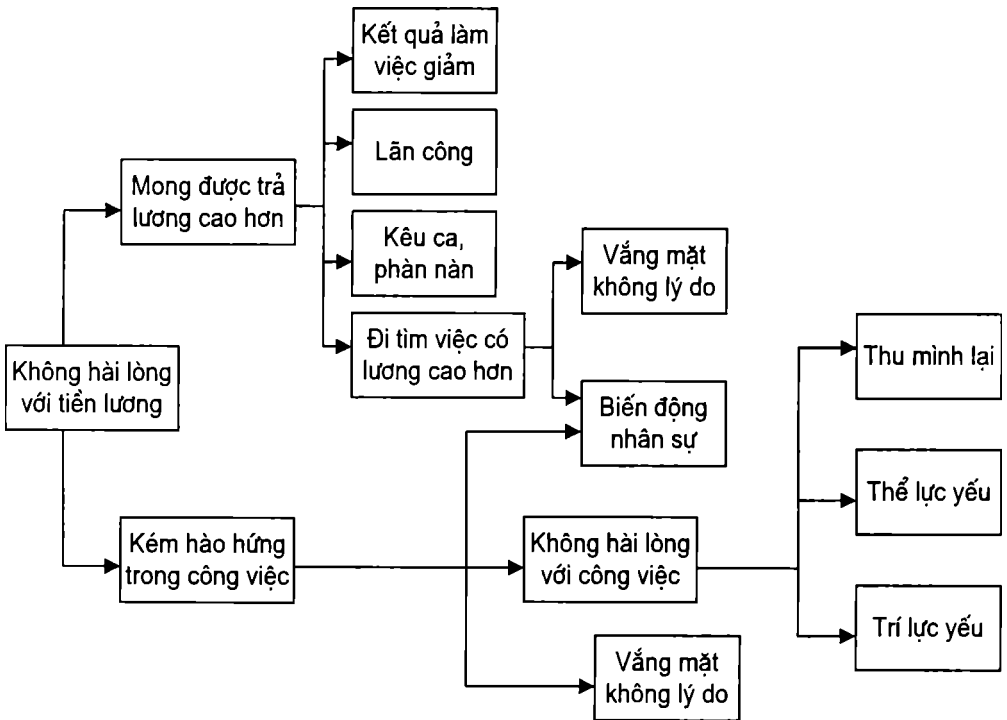 Kết quả làm
việc giảm
Lãn công
Mong được trả
lương cao hơn
Kêu ca,
phàn nàn
Vắng mặt
không lý do
Đi tìm việc có
lương cao hơn
Thu mình lại
Không hài lòng
với tiền lương
Biến động
nhân sự
Thể lực yếu
Kém hào hứng
trong công việc
Không hài lòng
với công việc
Trí lực yếu
Vắng mặt
không lý do